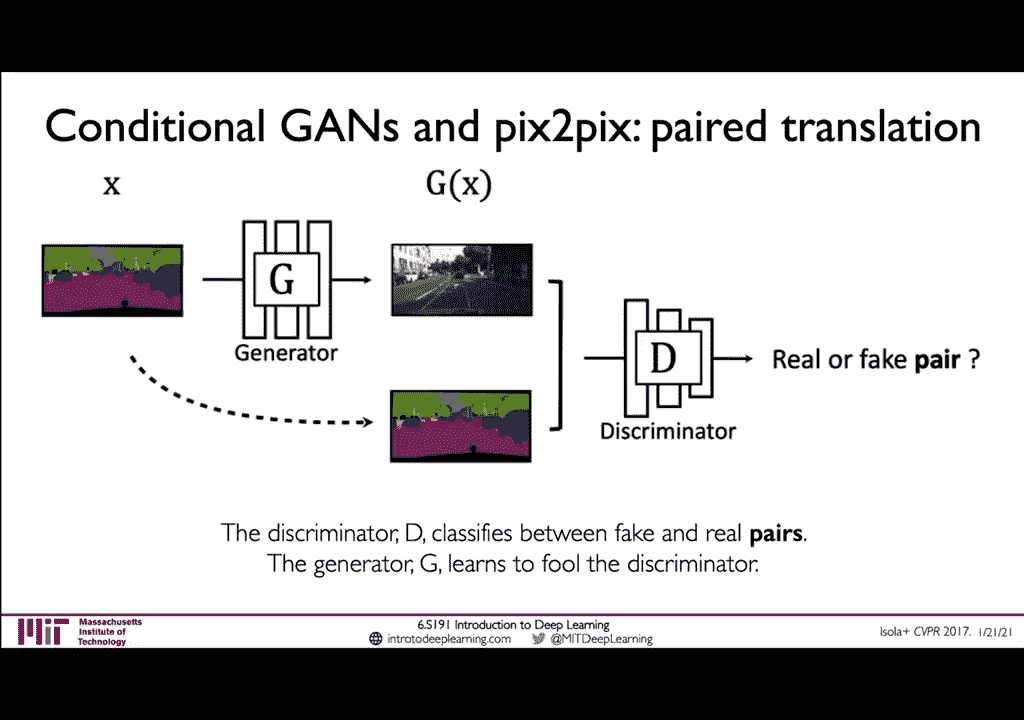 Conditional GANs and pix2pix: paired translation
x
G(x)
G
Generator
D
Discriminator
Real or fake pair ?
The discriminator, D, classifies between fake and real pairs.
The generator, G, learns to fool the discriminator.
Massachusetts
Institute of
Technology
6.S191 Introduction to Deep Learning
introtodeeplearning.com
@MITDeepLearning
Isola+ CVPR 2017. 1/21/21